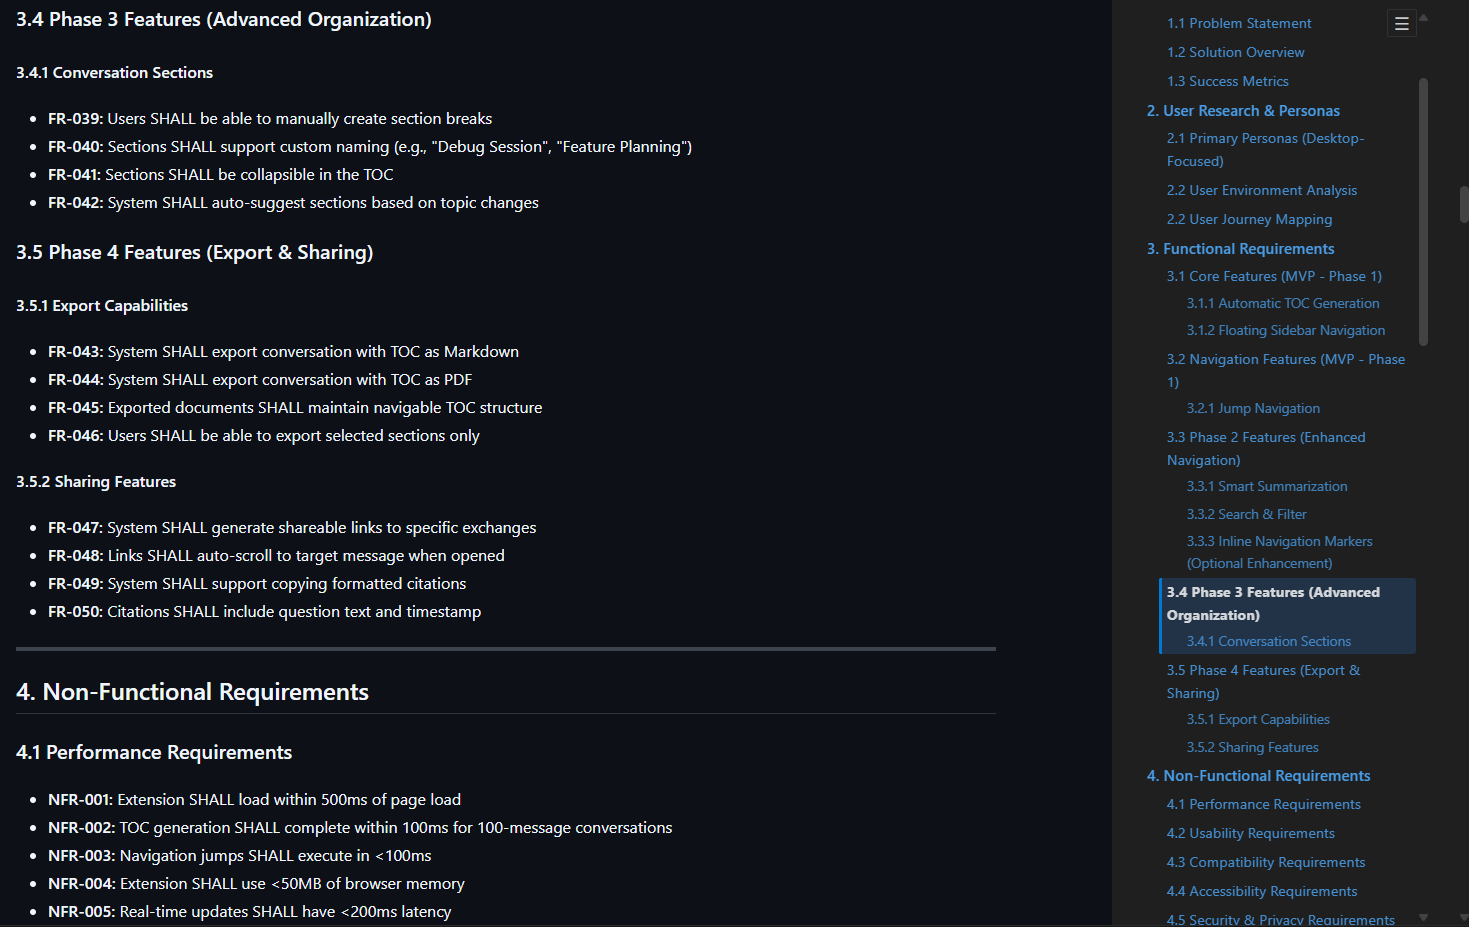 3.4 Phase 3 Features (Advanced Organization)
3.4.1 Conversation Sections
• FR-039: Users SHALL be able to manually create section breaks
• FR-040: Sections SHALL support custom naming (e.g., "Debug Session", "Feature Planning")
• FR-041: Sections SHALL be collapsible in the TOC
• FR-042: System SHALL auto-suggest sections based on topic changes
3.5 Phase 4 Features (Export & Sharing)
3.5.1 Export Capabilities
• FR-043: System SHALL export conversation with TOC as Markdown
• FR-044: System SHALL export conversation with TOC as PDF
• FR-045: Exported documents SHALL maintain navigable TOC structure
• FR-046: Users SHALL be able to export selected sections only
3.5.2 Sharing Features
• FR-047: System SHALL generate shareable links to specific exchanges
• FR-048: Links SHALL auto-scroll to target message when opened
• FR-049: System SHALL support copying formatted citations
• FR-050: Citations SHALL include question text and timestamp
4. Non-Functional Requirements
4.1 Performance Requirements
• NFR-001: Extension SHALL load within 500ms of page load
• NFR-002: TOC generation SHALL complete within 100ms for 100-message conversations
• NFR-003: Navigation jumps SHALL execute in <100ms
• NFR-004: Extension SHALL use <50MB of browser memory
• NFR-005: Real-time updates SHALL have <200ms latency
1.1 Problem Statement
1.2 Solution Overview
1.3 Success Metrics
2. User Research & Personas
2.1 Primary Personas (Desktop-
Focused)
2.2 User Environment Analysis
2.2 User Journey Mapping
3. Functional Requirements
3.1 Core Features (MVP - Phase 1)
3.1.1 Automatic TOC Generation
3.1.2 Floating Sidebar Navigation
3.2 Navigation Features (MVP - Phase
1)
3.2.1 Jump Navigation
3.3 Phase 2 Features (Enhanced
Navigation)
3.3.1 Smart Summarization
3.3.2 Search & Filter
3.3.3 Inline Navigation Markers
(Optional Enhancement)
3.4 Phase 3 Features (Advanced
Organization)
3.4.1 Conversation Sections
3.5 Phase 4 Features (Export &
Sharing)
3.5.1 Export Capabilities
3.5.2 Sharing Features
4. Non-Functional Requirements
4.1 Performance Requirements
4.2 Usability Requirements
4.3 Compatibility Requirements
4.4 Accessibility Requirements
4.5 Security & Privacy Requirements